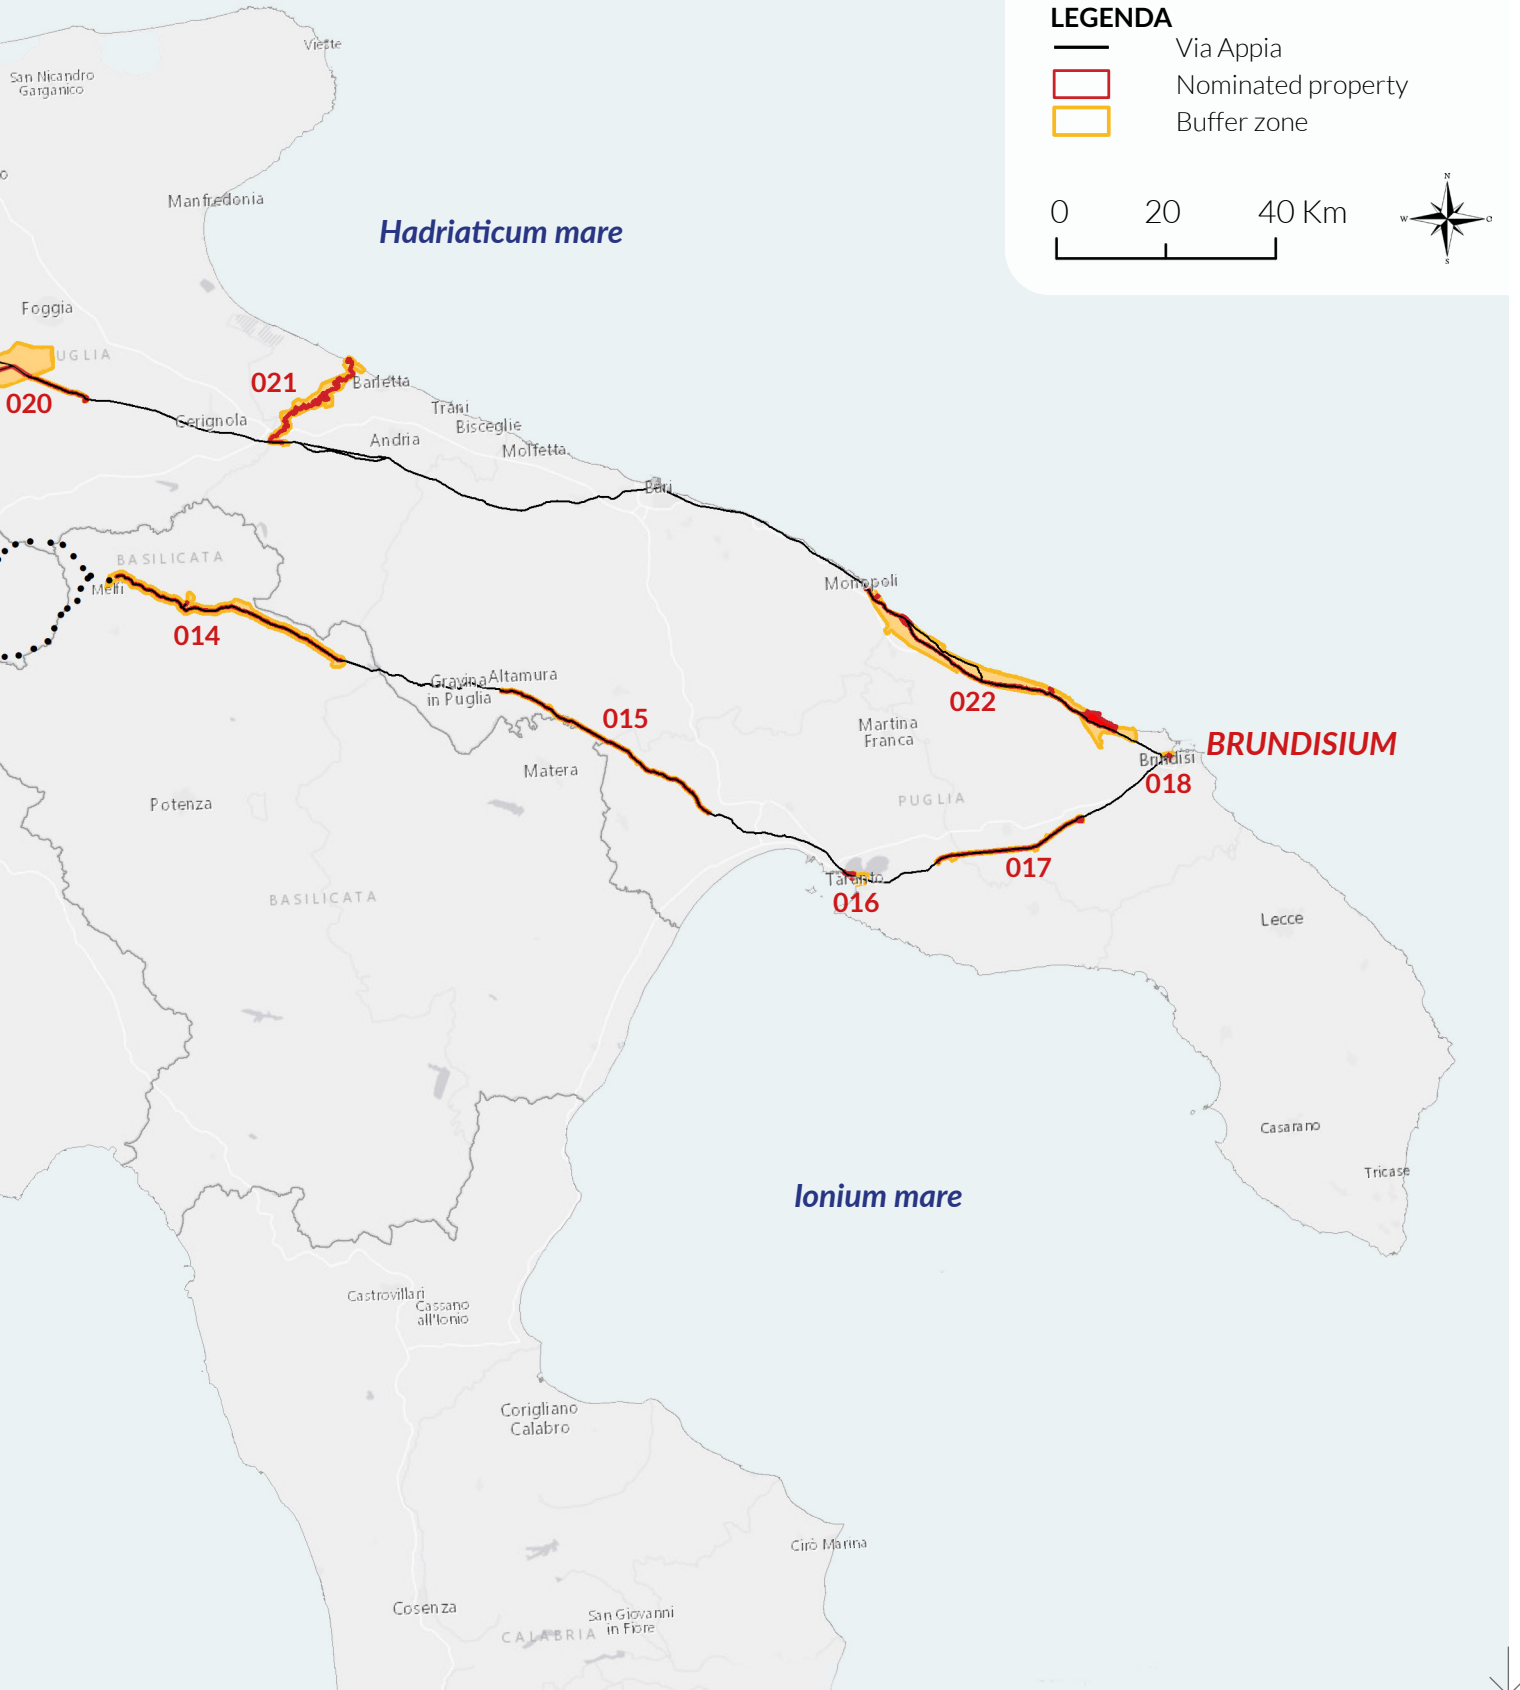 LEGENDA
Via Appia
Nominated property
Buffer zone
0 20 40 Km
N
W O
S
Vieste
San Nicandro
Garganico
o
Manfredonia
Hadriaticum mare
Foggia
UGLIA
020
021
Barletta
Cerignola
Trani
Bisceglie
Andria
Molfetta
Bari
BASILICATA
Melfi
014
Monopoli
Gravina
in Puglia
Altamura
015
022
Martina
Franca
BRUNDISIUM
Brindisi
018
Matera
Potenza
PUGLIA
017
Taranto
016
BASILICATA
Lecce
Casarano
Tricase
Ionium mare
Castrovillari
Cassano
all'Ionio
Corigliano
Calabro
Cirò Marina
Cosenza
San Giovanni
in Fiore
CALABRIA